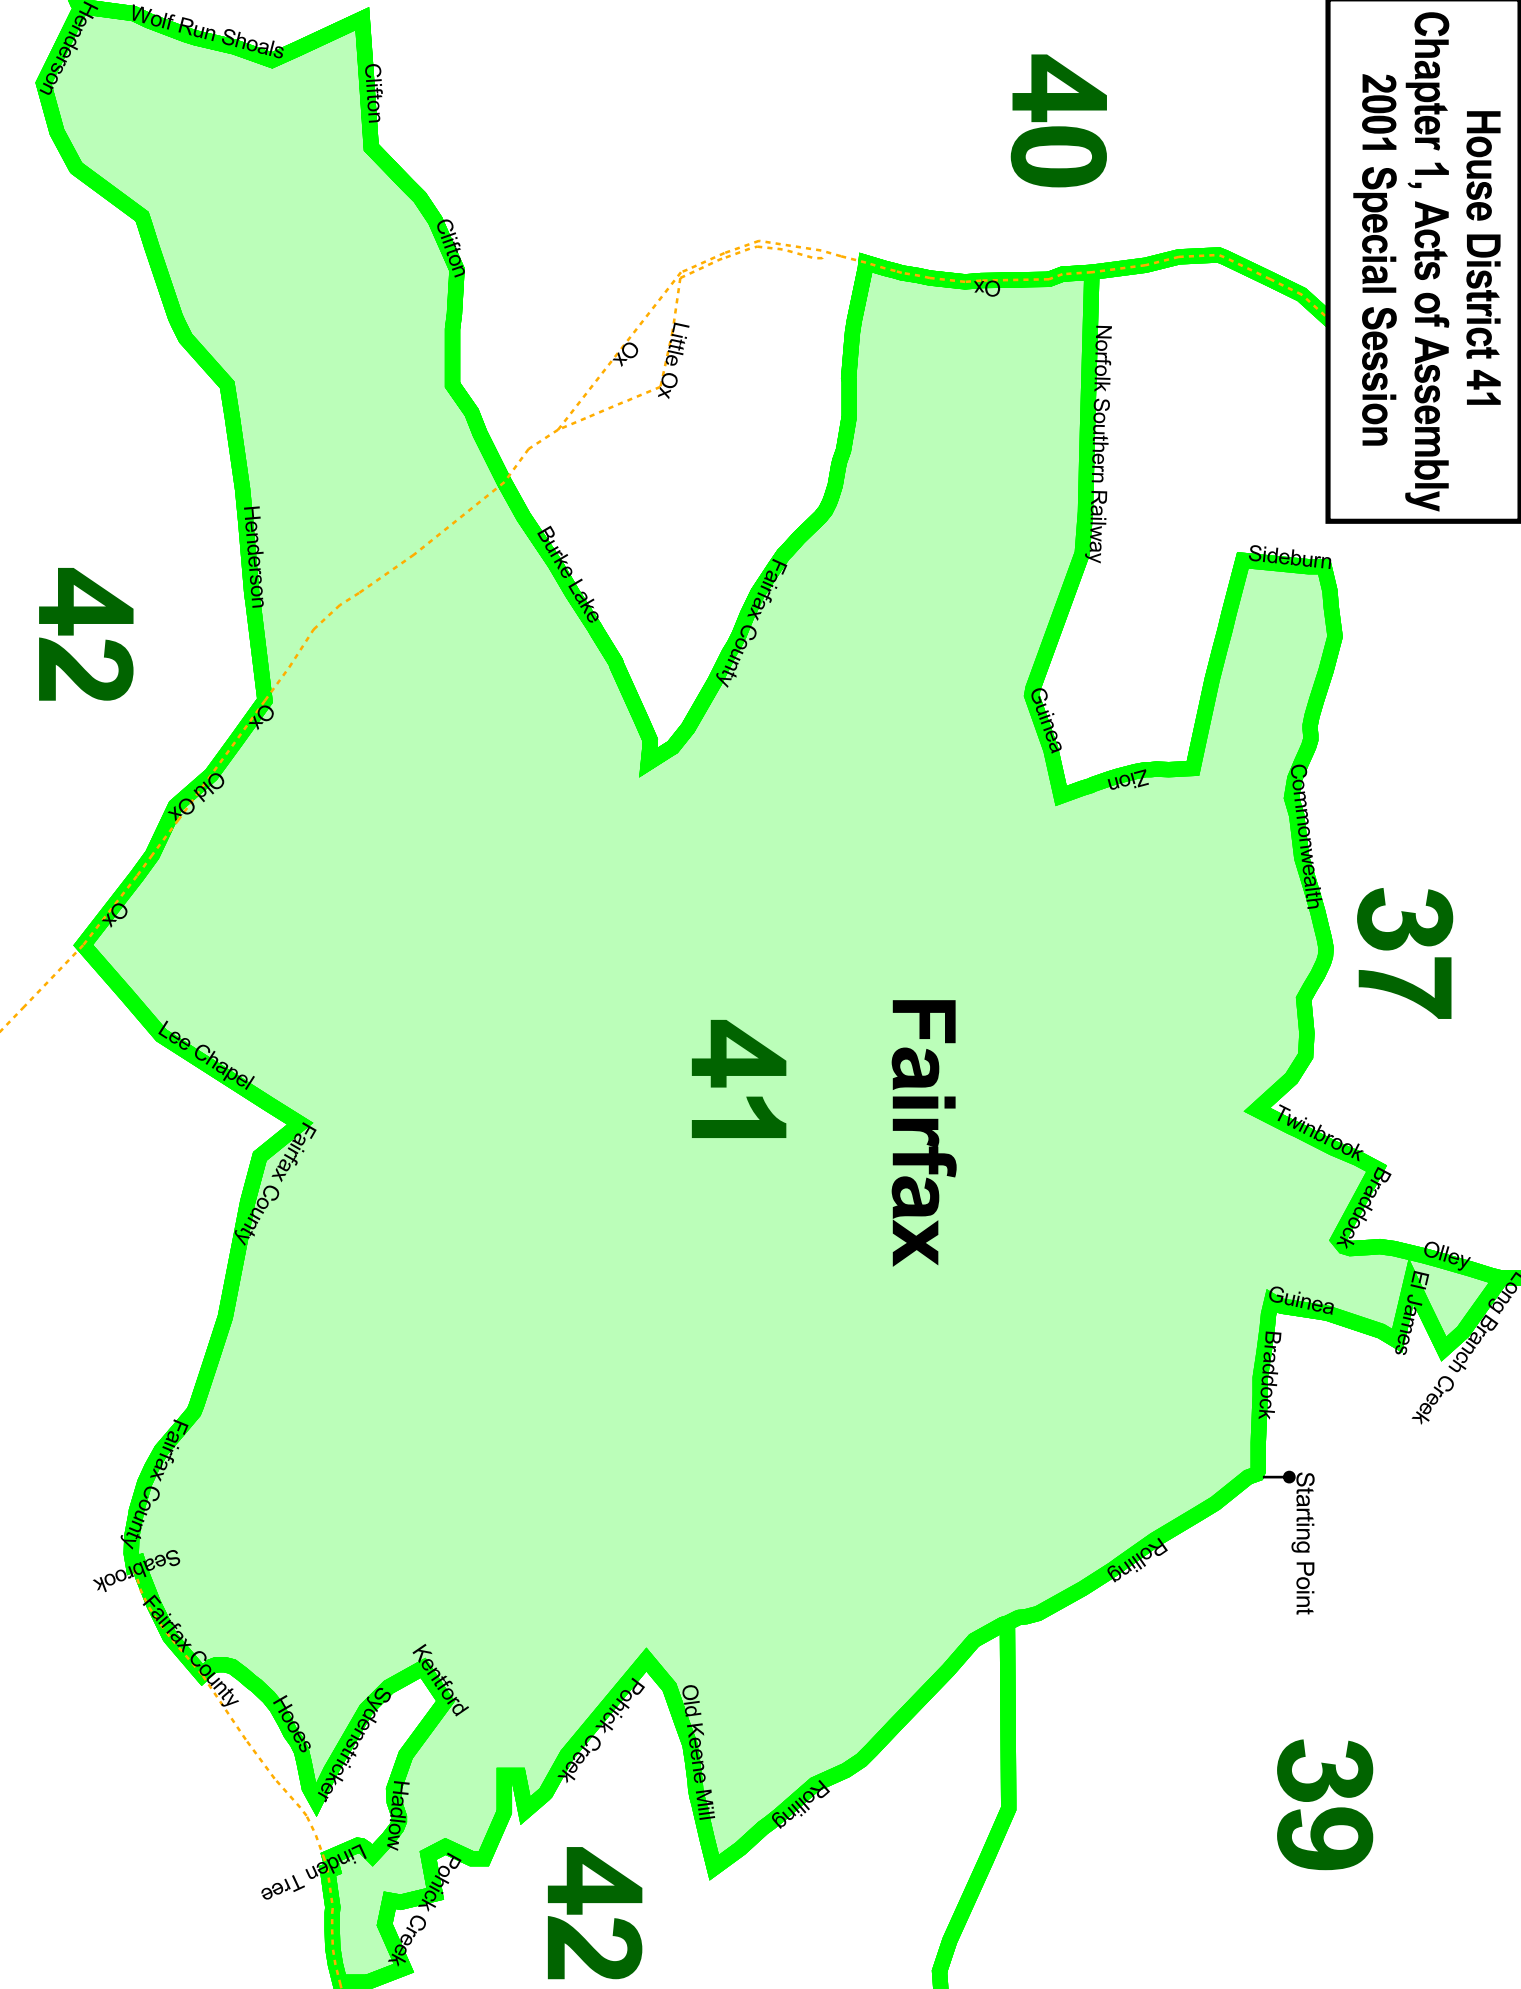 House District 41
Chapter 1, Acts of Assembly
2001 Special Session
Sideburn
37
Commonwealth
Twinbrook
Braddock
Olley
Long Branch Creek
El James
Guinea
Braddock
Starting Point
39
40
Ox
Norfolk Southern Railway
Guinea
Zion
Fairfax
Rolling
Little Ox
Ox
Fairfax County
41
Rolling
Old Keene Mill
Pohick Creek
42
Clifton
Clifton
Burke Lake
Kentford
Sydenstricker
Hadlow
Pohick Creek
Wolf Run Shoals
Henderson
Henderson
Ox
Old Ox
Ox
Lee Chapel
Fairfax County
Fairfax County
Seabrook
Fairfax County
Hooes
Linden Tree
42